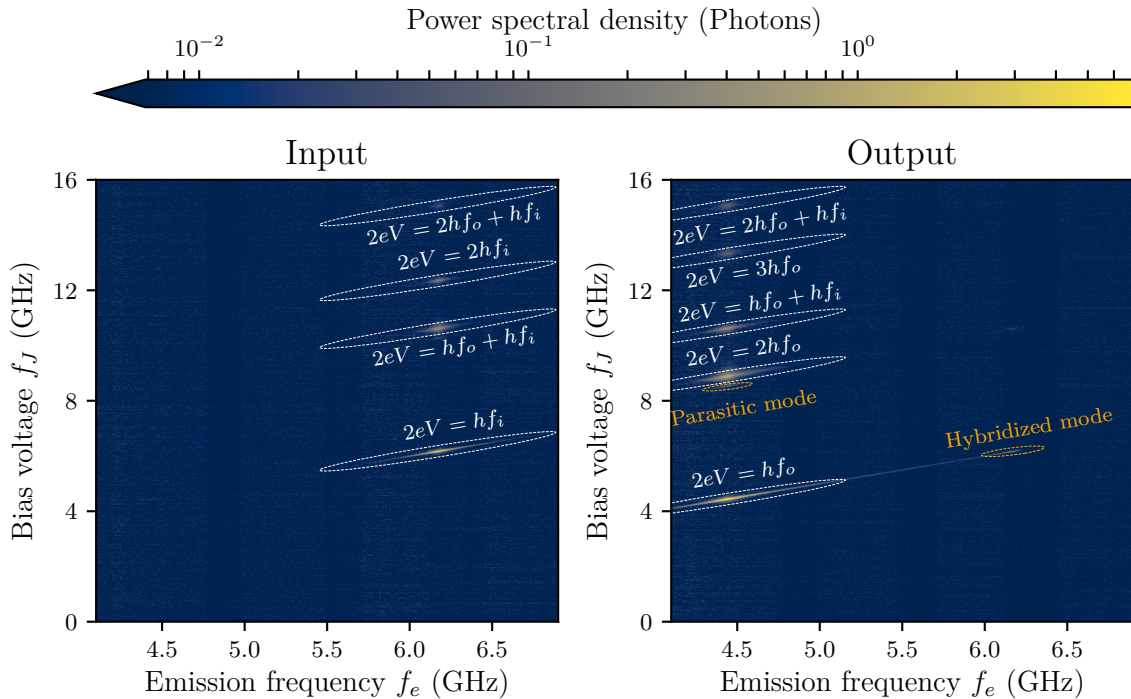 Power spectral density (Photons)
10⁻² 10⁻¹ 10⁰
Input
Output
Bias voltage f_J (GHz)
16
12
8
4
0
2eV = 2hf_o + hf_i
2eV = 2hf_i
2eV = hf_o + hf_i
2eV = hf_i
4.5 5.0 5.5 6.0 6.5
Emission frequency f_e (GHz)
Bias voltage f_J (GHz)
16
12
8
4
0
2eV = 2hf_o + hf_i
2eV = 3hf_o
2eV = hf_o + hf_i
2eV = 2hf_o
Parasitic mode
Hybridized mode
2eV = hf_o
4.5 5.0 5.5 6.0 6.5
Emission frequency f_e (GHz)